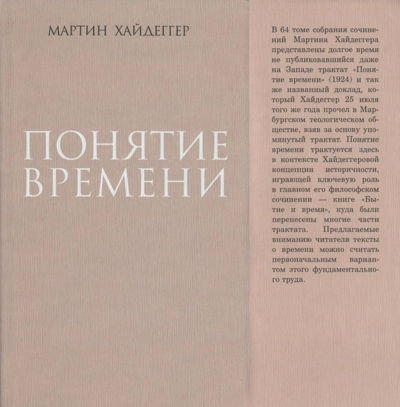 МАРТИН ХАЙДЕГГЕР
ПОНЯТИЕ
ВРЕМЕНИ
В 64 томе собрания сочине-
ний Мартина Хайдеггера
представлены долгое время
не публиковавшийся даже
на Западе трактат «Поня-
тие времени» (1924) и так
же названный доклад, ко-
торый Хайдеггер 25 июля
того же года прочел в Мар-
бургском теологическом об-
ществе, взяв за основу упо-
мянутый трактат. Понятие
времени трактуется здесь
в контексте Хайдеггеровой
концепции историчности,
играющей ключевую роль
в главном его философском
сочинении — книге «Бы-
тие и время», куда были
перенесены многие части
трактата. Предлагаемые
вниманию читателя тексты
о времени можно считать
первоначальным вариан-
том этого фундаментально-
го труда.